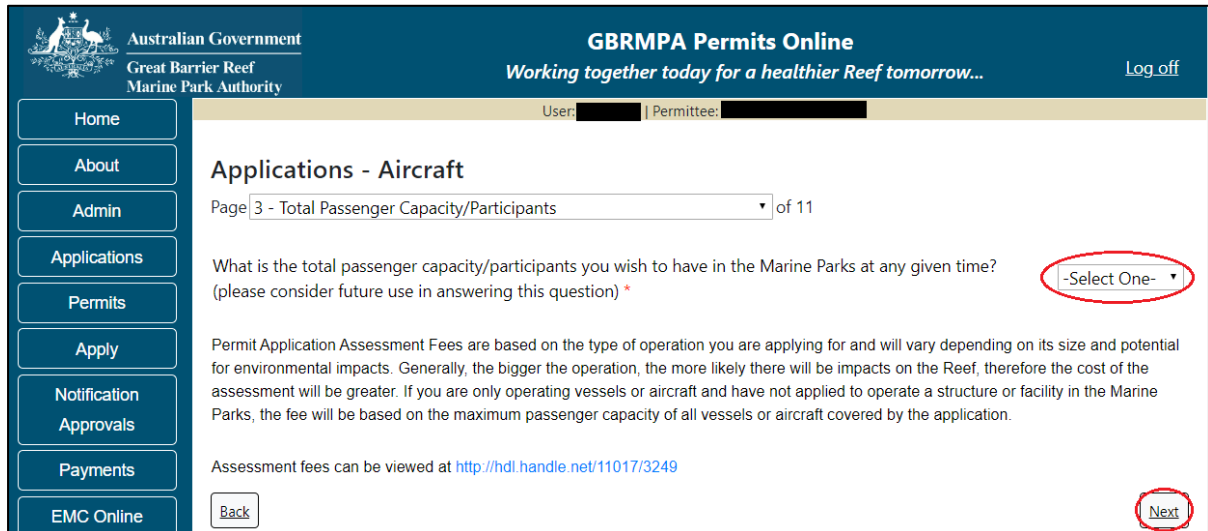 Australian Government
Great Barrier Reef
Marine Park Authority
GBRMPA Permits Online
Working together today for a healthier Reef tomorrow...
Log off
User: | Permittee:
Home
About
Admin
Applications
Permits
Apply
Notification
Approvals
Payments
EMC Online
Applications - Aircraft
Page 3 - Total Passenger Capacity/Participants of 11
What is the total passenger capacity/participants you wish to have in the Marine Parks at any given time?
(please consider future use in answering this question) *
-Select One-
Permit Application Assessment Fees are based on the type of operation you are applying for and will vary depending on its size and potential
for environmental impacts. Generally, the bigger the operation, the more likely there will be impacts on the Reef, therefore the cost of the
assessment will be greater. If you are only operating vessels or aircraft and have not applied to operate a structure or facility in the Marine
Parks, the fee will be based on the maximum passenger capacity of all vessels or aircraft covered by the application.
Assessment fees can be viewed at http://hdl.handle.net/11017/3249
Back
Next